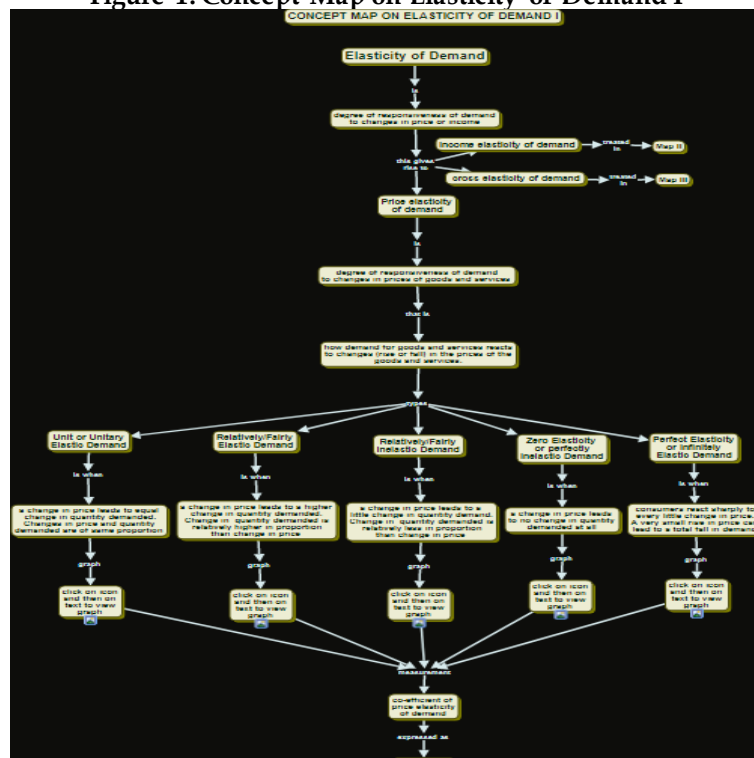 Figure 1: Concept Map on Elasticity of Demand I
CONCEPT MAP ON ELASTICITY OF DEMAND I
Elasticity of Demand
is
degree of responsiveness of demand
to changes in price or income
this gives
rise to
income elasticity of demand
treated
in
Map II
cross elasticity of demand
treated
in
Map III
Price elasticity
of demand
is
degree of responsiveness of demand
to changes in prices of goods and services
that is
how demand for goods and services reacts
to changes (rise or fall) in the prices of the
goods and services.
types
Unit or Unitary
Elastic Demand
Relatively/Fairly
Elastic Demand
Relatively/Fairly
Inelastic Demand
Zero Elasticity
or perfectly
Inelastic Demand
Perfect Elasticity
or Infinitely
Elastic Demand
is when
is when
is when
is when
is when
a change in price leads to equal
change in quantity demanded.
Changes in price and quantity
demanded are of same proportion
a change in price leads to a higher
change in quantity demanded.
Change in quantity demanded is
relatively higher in proportion
than change in price
a change in price leads to a
little change in quantity demand.
Change in quantity demanded is
relatively less in proportion
than change in price
a change in price leads
to no change in quantity
demanded at all
consumers react sharply to
every little change in price.
A very small rise in price can
lead to a total fall in deman
graph
graph
graph
graph
graph
click on icon
and then on
text to view
graph
click on icon
and then on
text to view
graph
click on icon
and then on
text to view
graph
click on icon
and then on
text to view
graph
click on icon
and then on
text to view
graph
measurement
co-efficient of
price elasticity
of demand
expressed as